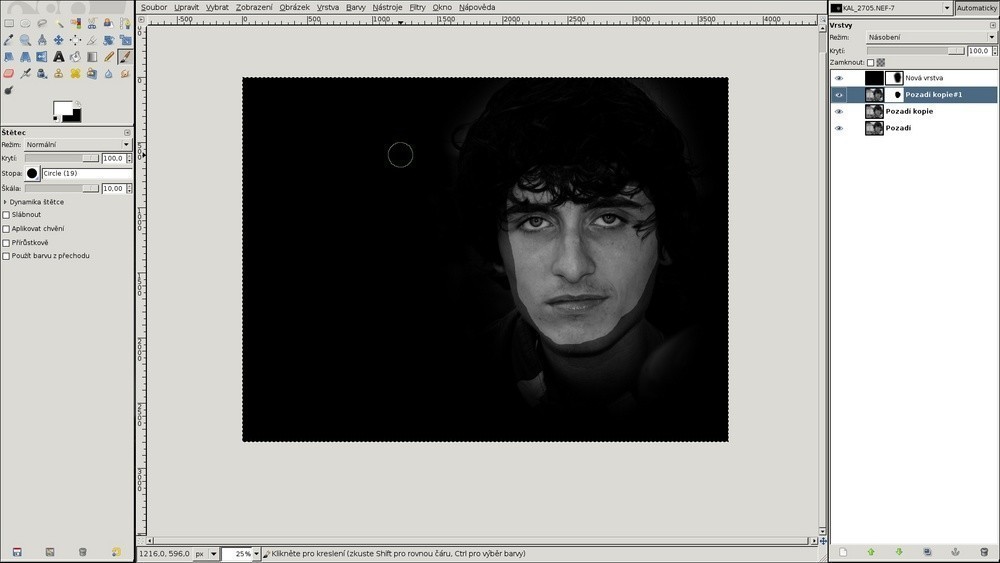 Soubor Upravit Vybrat Zobrazení Obrázek Vrstva Barvy Nástroje Filtry Okno Nápověda
KAL_2705.NEF-7 Automaticky
-500 0 500 1000 1500 2000 2500 3000 3500 4000
Vrstvy
Režim: Násobení
Krytí: 100,0
Zamknout:
Nová vrstva
Pozadí kopie#1
Pozadí kopie
Pozadí
Štětec
Režim: Normální
Krytí: 100,0
Stopa: Circle (19)
Škála: 10,00
Dynamika štětce
Slábnout
Aplikovat chvění
Přírůstkově
Použít barvu z přechodu
1216,0, 596,0 px 25% Klikněte pro kreslení (zkuste Shift pro rovnou čáru, Ctrl pro výběr barvy)